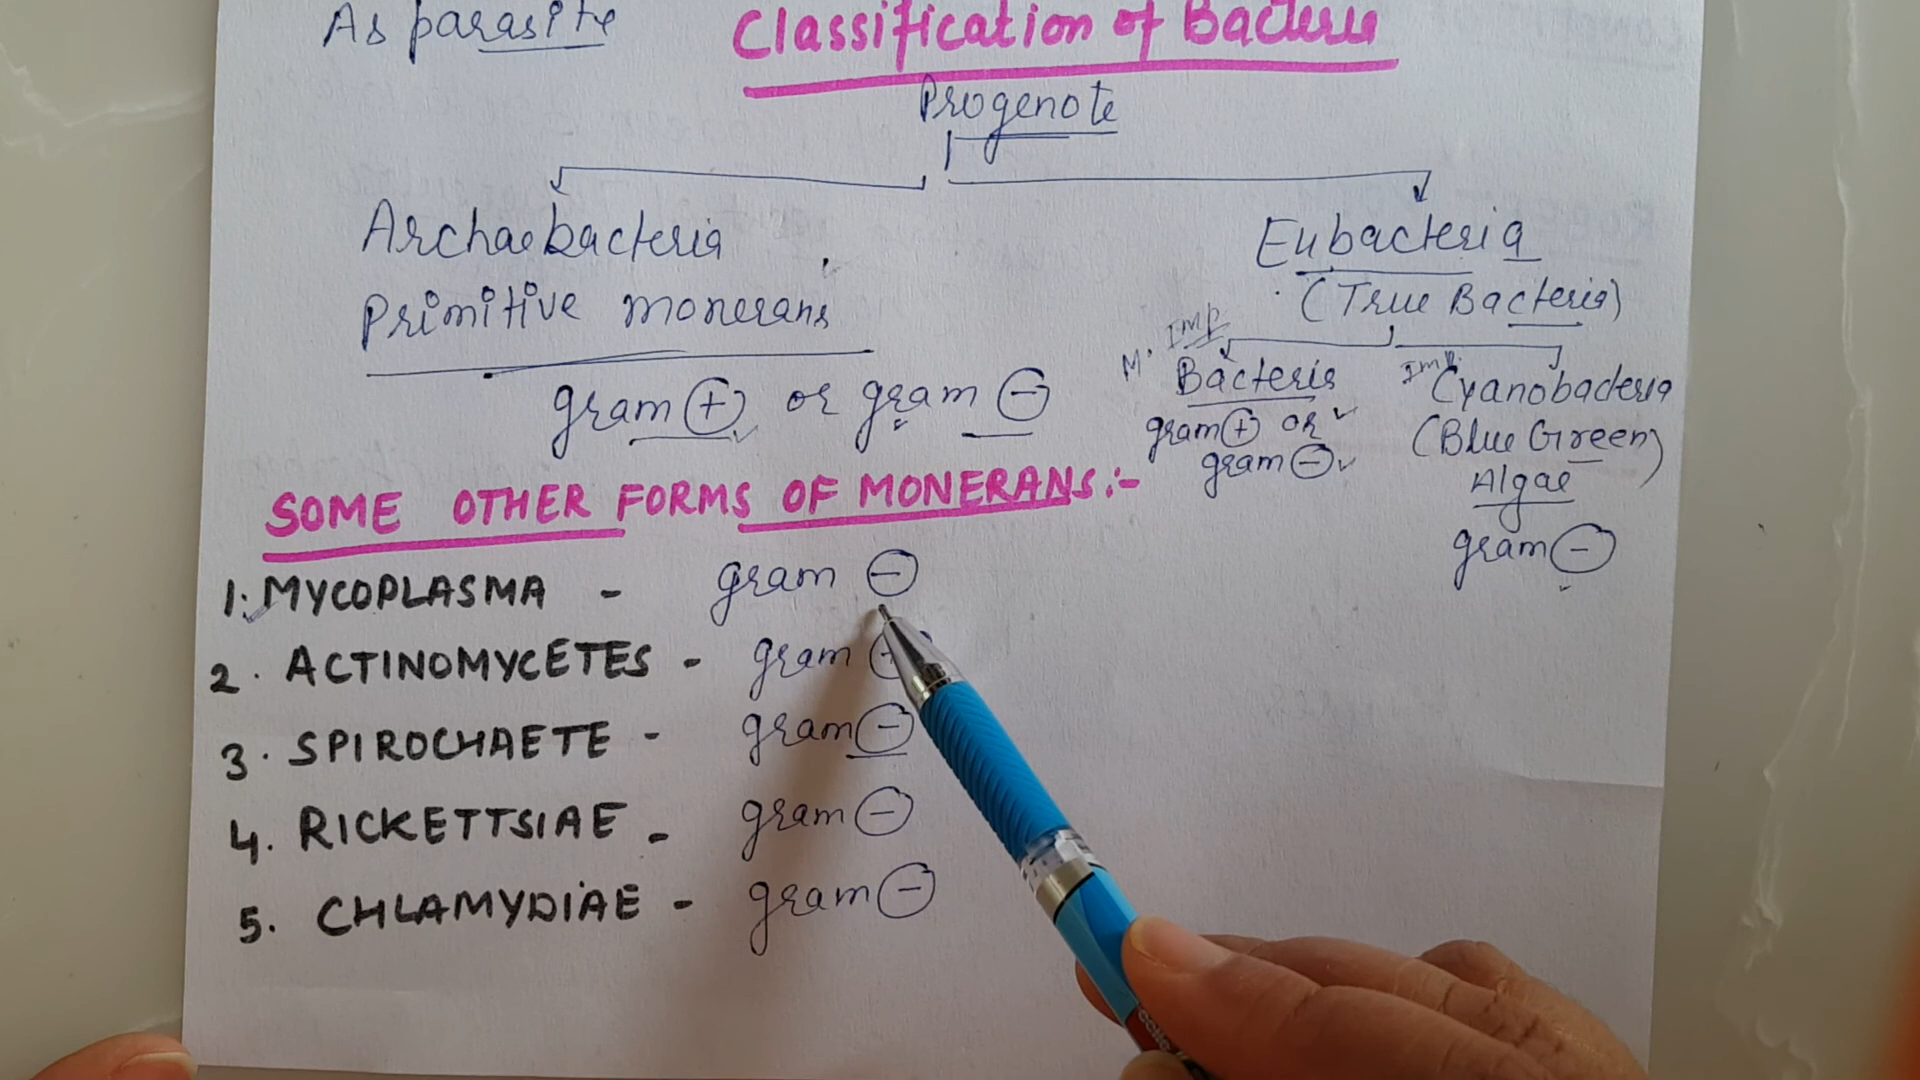 As parasite
Classification of Bacteria
Progenote
Archaebacteria
Primitive monerans
gram ⊕ or gram ⊖
Eubacteria
(True Bacteria)
M. Imp
Bacteria
gram ⊕ or
gram ⊖
Imp.
Cyanobacteria
(Blue Green)
Algae
gram ⊖
SOME OTHER FORMS OF MONERANS:-
1. MYCOPLASMA - gram ⊖
2. ACTINOMYCETES - gram
3. SPIROCHAETE - gram ⊖
4. RICKETTSIAE - gram ⊖
5. CHLAMYDIAE - gram ⊖